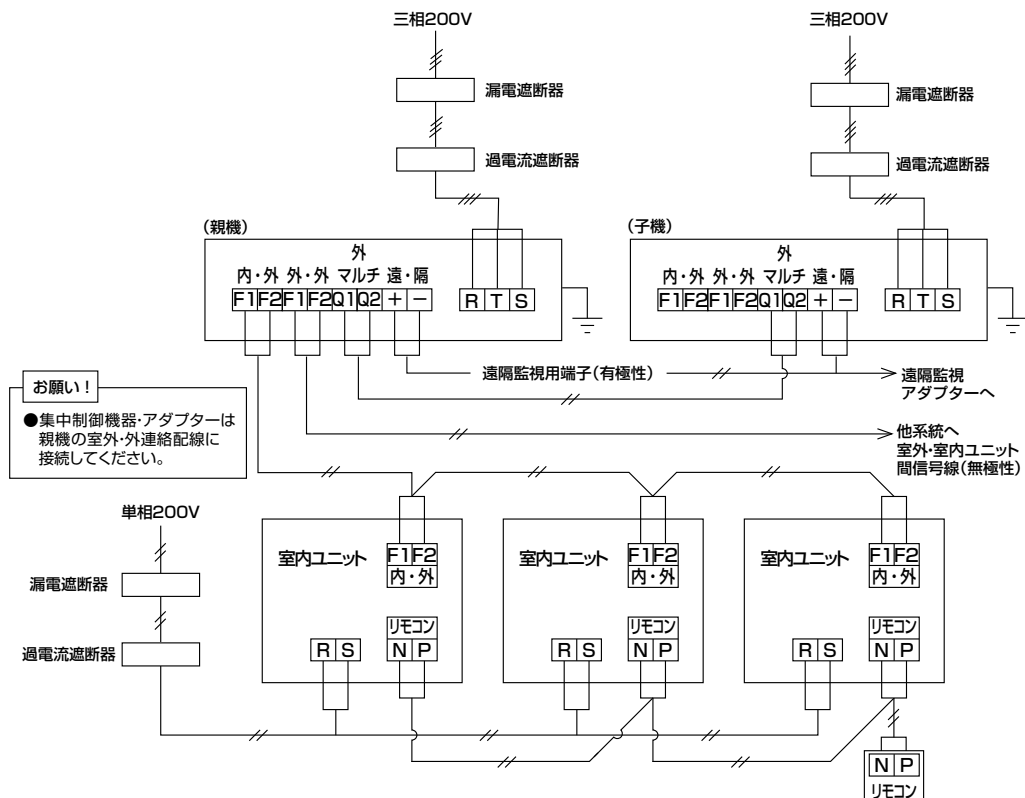 三相200V
三相200V
漏電遮断器
漏電遮断器
過電流遮断器
過電流遮断器
(親機)
外
内・外 外・外 マルチ 遠・隔
F1 F2 F1 F2 Q1 Q2 + −
R T S
(子機)
外
内・外 外・外 マルチ 遠・隔
F1 F2 F1 F2 Q1 Q2 + −
R T S
遠隔監視用端子(有極性)
遠隔監視
アダプターへ
お願い!
●集中制御機器・アダプターは
親機の室外・外連絡配線に
接続してください。
他系統へ
室外・室内ユニット
間信号線(無極性)
単相200V
漏電遮断器
過電流遮断器
室内ユニット
F1 F2
内・外
リモコン
R S
N P
室内ユニット
F1 F2
内・外
リモコン
R S
N P
室内ユニット
F1 F2
内・外
リモコン
R S
N P
N P
リモコン